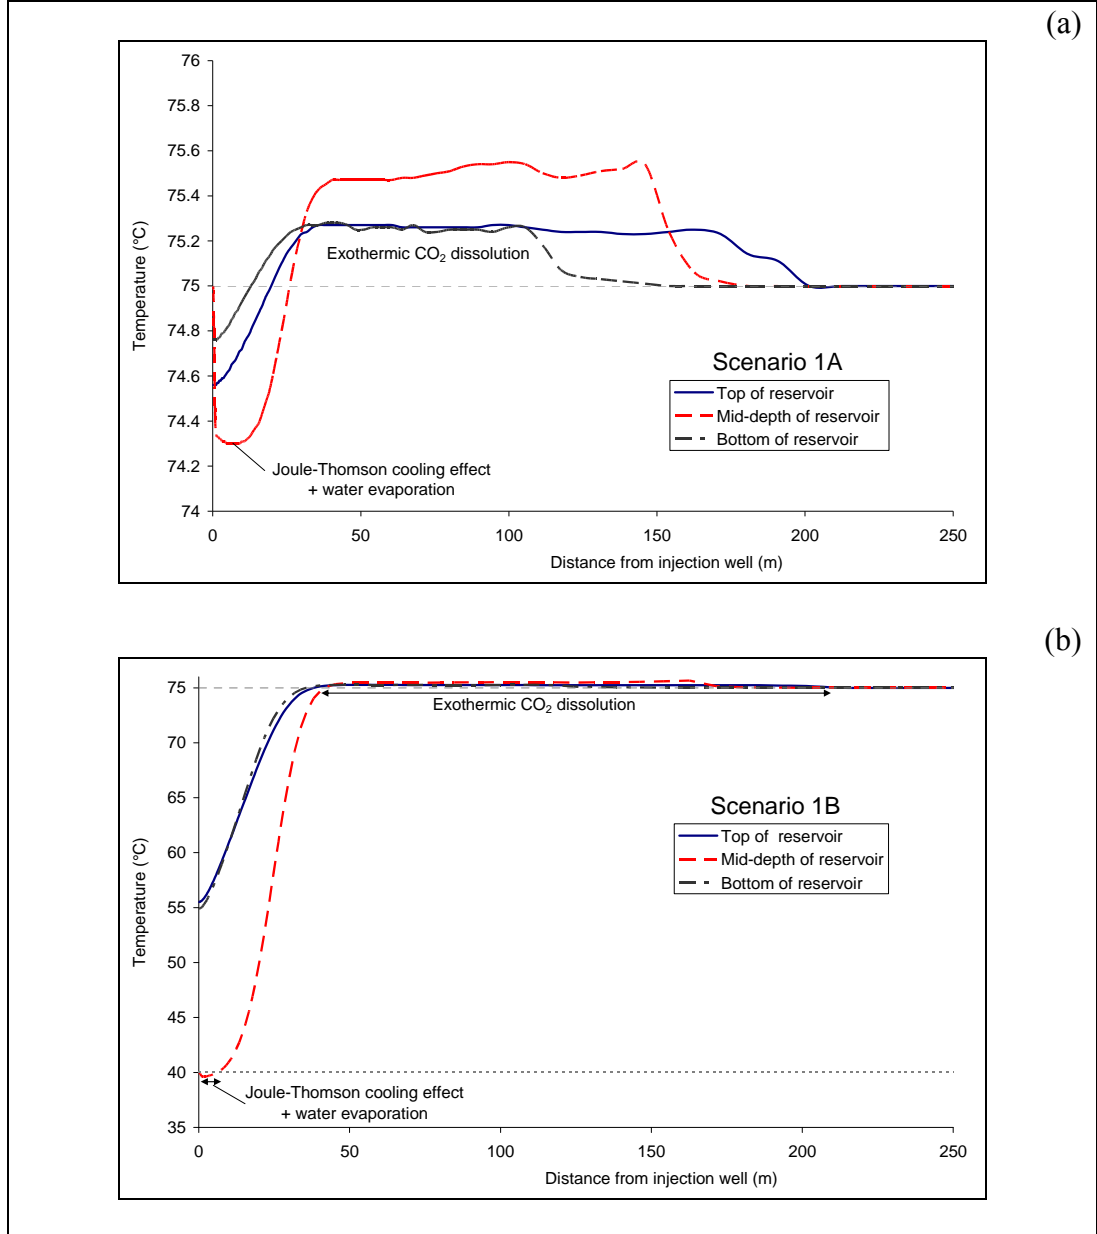 (a)
76
75.8
75.6
75.4
75.2
75
74.8
74.6
74.4
74.2
74
Temperature (°C)
Exothermic CO₂ dissolution
Scenario 1A
Top of reservoir
Mid-depth of reservoir
Bottom of reservoir
Joule-Thomson cooling effect
+ water evaporation
0 50 100 150 200 250
Distance from injection well (m)
(b)
75
70
65
60
55
50
45
40
35
Temperature (°C)
Exothermic CO₂ dissolution
Scenario 1B
Top of reservoir
Mid-depth of reservoir
Bottom of reservoir
Joule-Thomson cooling effect
+ water evaporation
0 50 100 150 200 250
Distance from injection well (m)